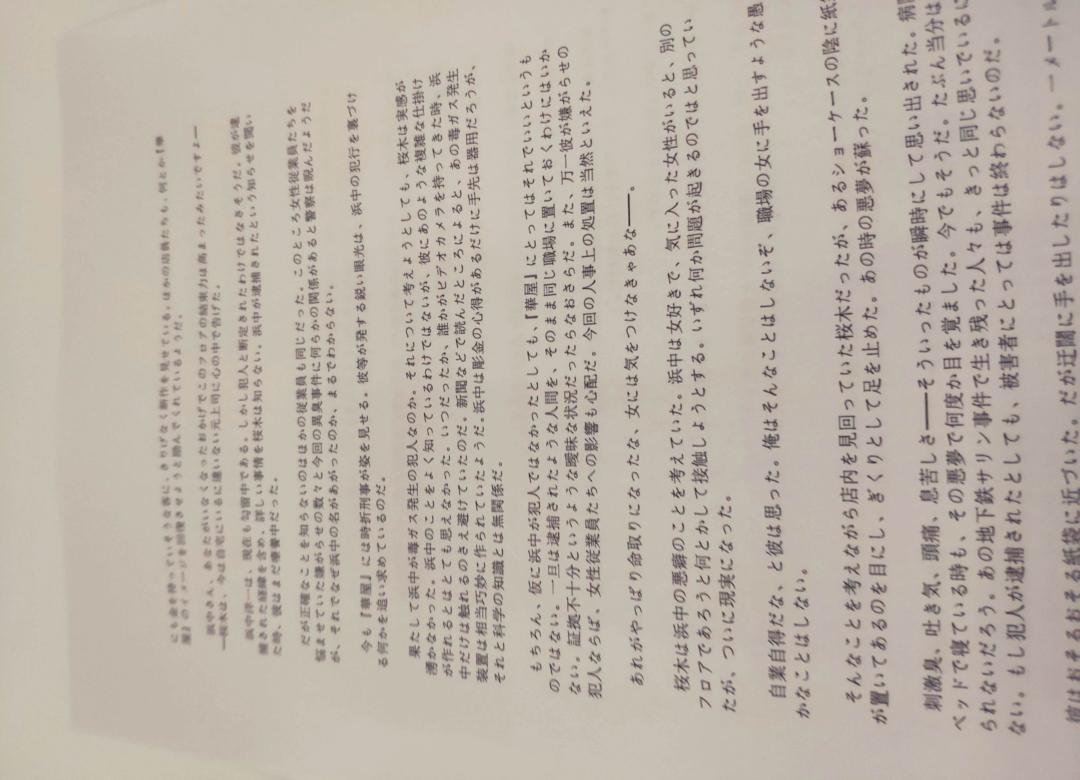 にも金を持っていそうな客に、さりげなく新作を見せている。ほかの店員たちも、何とか『華
屋』のイメージを回復させようと励んでくれているようだ。
浜中さん、あなたがいなくなったおかげでこのフロアの結束力は高まったみたいですよ――
――桜木は、今は自宅にいるに違いない元上司に心の中で告げた。
浜中洋一は、現在も勾留中である。しかし犯人と断定されたわけではなさそうだ。彼が逮
捕された経緯を含め、詳しい事情を桜木は知らない。浜中が逮捕されたという知らせを聞い
た時、彼はまだ療養中だった。
だが正確なことを知らないのはほかの従業員も同じだった。このところ女性従業員たちを
悩ませていた嫌がらせの数々と今回の異臭事件に何らかの関係があると警察は睨んだようだ
が、それでなぜ浜中の名があがったのか、まるでわからない。
今も『華屋』には時折刑事が姿を見せる。彼等が発する鋭い眼光は、浜中の犯行を裏づけ
る何かを追い求めているのだ。
果たして浜中が毒ガス発生の犯人なのか。それについて考えようとしても、桜木は実感が
湧かなかった。浜中のことをよく知っているわけではないが、彼にあのような複雑な仕掛け
が作れるとはとても思えなかった。いつだったか、誰かがビデオカメラを持ってきた時、浜
中だけは触れるのさえ避けていたのだ。新聞などで読んだところによると、あの毒ガス発生
装置は相当巧妙に作られていたようだ。浜中は彫金の心得があるだけに手先は器用だろうが、
それと科学の知識とは無関係だ。
もちろん、仮に浜中が犯人ではなかったとしても、『華屋』にとってはそれでいいというも
のではない。一旦は逮捕されたような人間を、そのまま同じ職場に置いておくわけにはいか
ない。証拠不十分というような曖昧な状況だったらなおさらだ。また、万一彼が嫌がらせの
犯人ならば、女性従業員たちへの影響も心配だ。今回の人事上の処置は当然といえた。
あれがやっぱり命取りになったな、女には気をつけなきゃあな――。
桜木は浜中の悪癖のことを考えていた。浜中は女好きで、気に入った女性がいると、別の
フロアであろうと何とかして接触しようとする。いずれ何か問題が起きるのではと思ってい
たが、ついに現実になった。
自業自得だな、と彼は思った。俺はそんなことはしないぞ、職場の女に手を出すような愚
かなことはしない。
そんなことを考えながら店内を見回っていた桜木だったが、あるショーケースの陰に紙
が置いてあるのを目にし、ぎくりとして足を止めた。あの時の悪夢が蘇った。
刺激臭、吐き気、頭痛、息苦しさ――そういったものが瞬時にして思い出された。病
ベッドで寝ている時も、その悪夢で何度か目を覚ました。今でもそうだ。たぶん当分は
られないだろう。あの地下鉄サリン事件で生き残った人々も、きっと同じ思いでいるに
ない。もし犯人が逮捕されたとしても、被害者にとっては事件は終わらないのだ。
彼はそるおそる紙袋に近づいた。だが迂闊に手を出したりはしない。一メートル